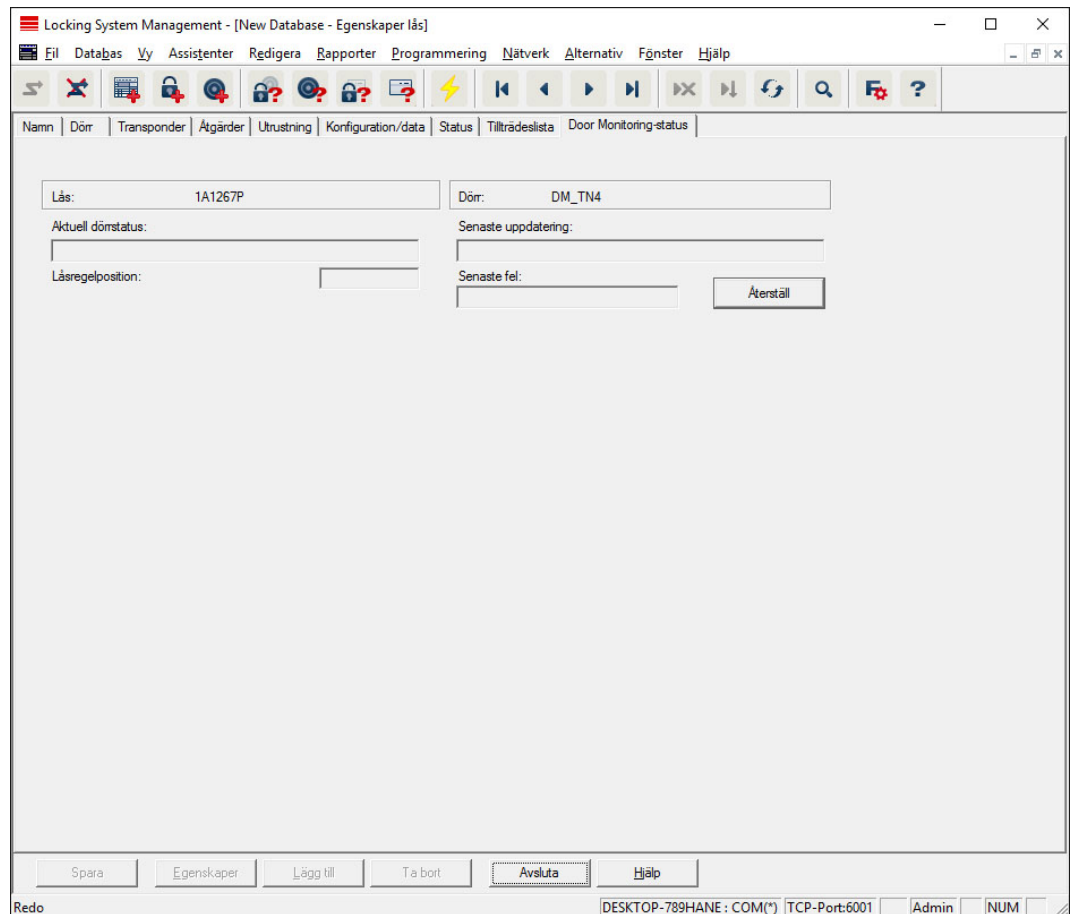 Locking System Management - [New Database - Egenskaper lås]
Fil Databas Vy Assistenter Redigera Rapporter Programmering Nätverk Alternativ Fönster Hjälp
Namn Dörr Transponder Åtgärder Utrustning Konfiguration/data Status Tillträdeslista Door Monitoring-status
Lås: 1A1267P Dörr: DM_TN4
Aktuell dörrstatus: Senaste uppdatering:
Låsregelposition: Senaste fel:
Återställ
Spara Egenskaper Lägg till Ta bort Avsluta Hjälp
Redo DESKTOP-789HANE : COM(*) TCP-Port:6001 Admin NUM